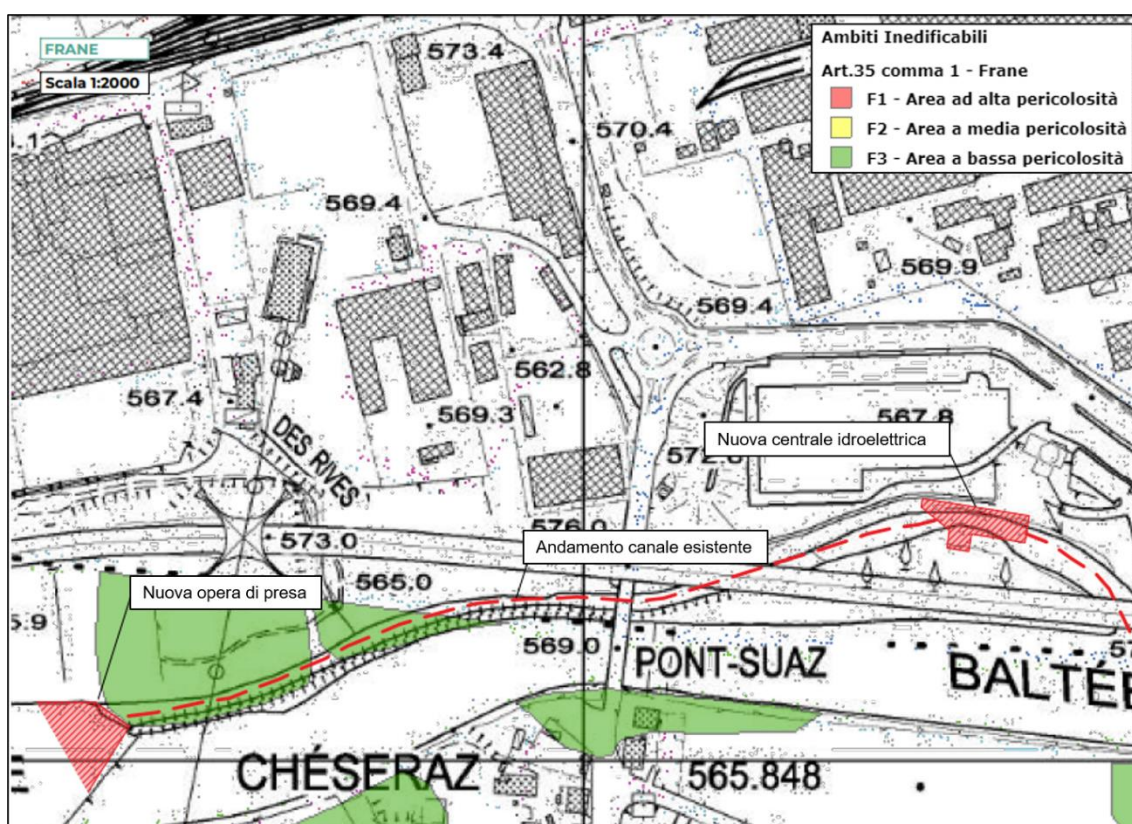 FRANE
Scala 1:2000
Ambiti Inedificabili
Art.35 comma 1 - Frane
F1 - Area ad alta pericolosità
F2 - Area a media pericolosità
F3 - Area a bassa pericolosità
573.4
570.4
569.4
569.9
569.4
567.4
562.8
569.3
567.8
Nuova centrale idroelettrica
DES RIVES
576.0
573.0
Andamento canale esistente
565.0
Nuova opera di presa
569.0
PONT-SUAZ
BALTÉE
CHÉSERAZ
565.848